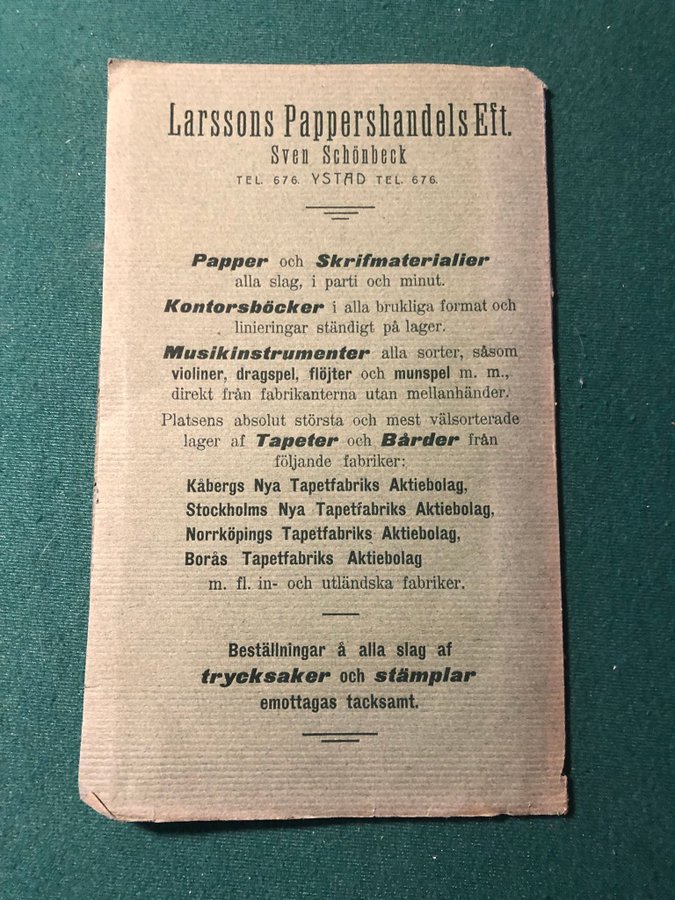 Larssons Pappershandels Eft.
Sven Schönbeck
TEL. 676. YSTAD TEL. 676.
Papper och Skrifmaterialier
alla slag, i parti och minut.
Kontorsböcker i alla brukliga format och
linieringar ständigt på lager.
Musikinstrumenter alla sorter, såsom
violiner, dragspel, flöjter och munspel m. m.,
direkt från fabrikanterna utan mellanhänder.
Platsens absolut största och mest välsorterade
lager af Tapeter och Bårder från
följande fabriker:
Kåbergs Nya Tapetfabriks Aktiebolag,
Stockholms Nya Tapetfabriks Aktiebolag,
Norrköpings Tapetfabriks Aktiebolag,
Borås Tapetfabriks Aktiebolag
m. fl. in- och utländska fabriker.
Beställningar å alla slag af
trycksaker och stämplar
emottagas tacksamt.